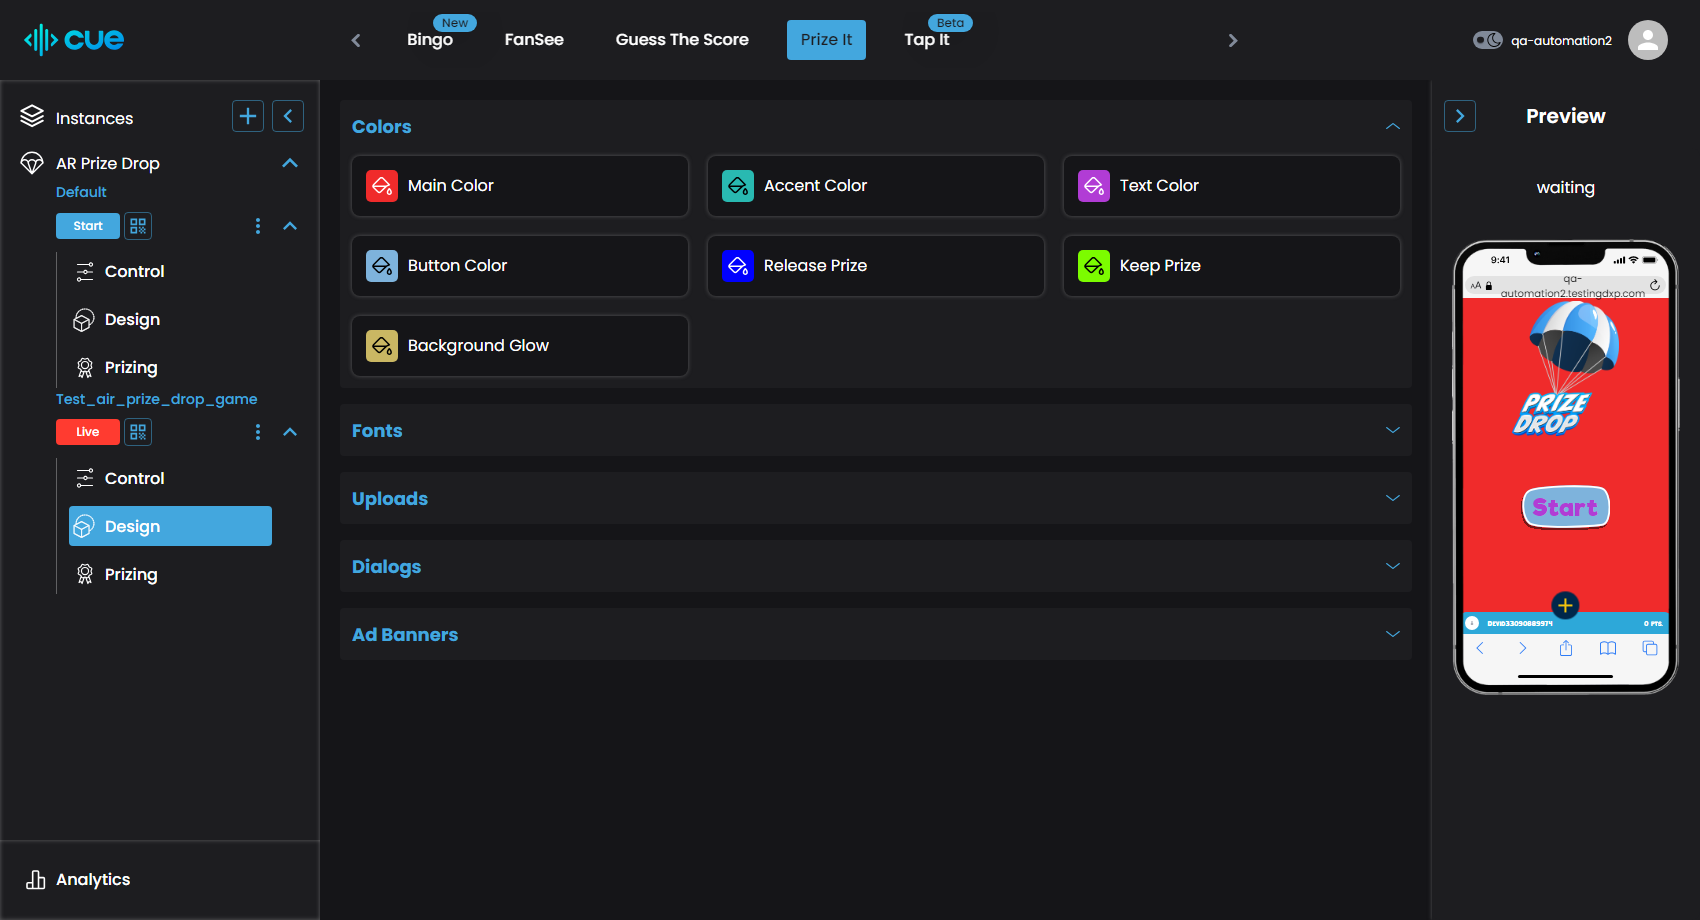 cue
Bingo
New
FanSee
Guess The Score
Prize It
Tap It
Beta
qa-automation2
Instances
AR Prize Drop
Default
Start
Control
Design
Prizing
Test_air_prize_drop_game
Live
Control
Design
Prizing
Analytics
Colors
Main Color
Accent Color
Text Color
Button Color
Release Prize
Keep Prize
Background Glow
Fonts
Uploads
Dialogs
Ad Banners
Preview
waiting
9:41
AA
qa-
automation2.testingdxp.com
PRIZE
DROP
Start
DEVID33090889974
0 PTS.